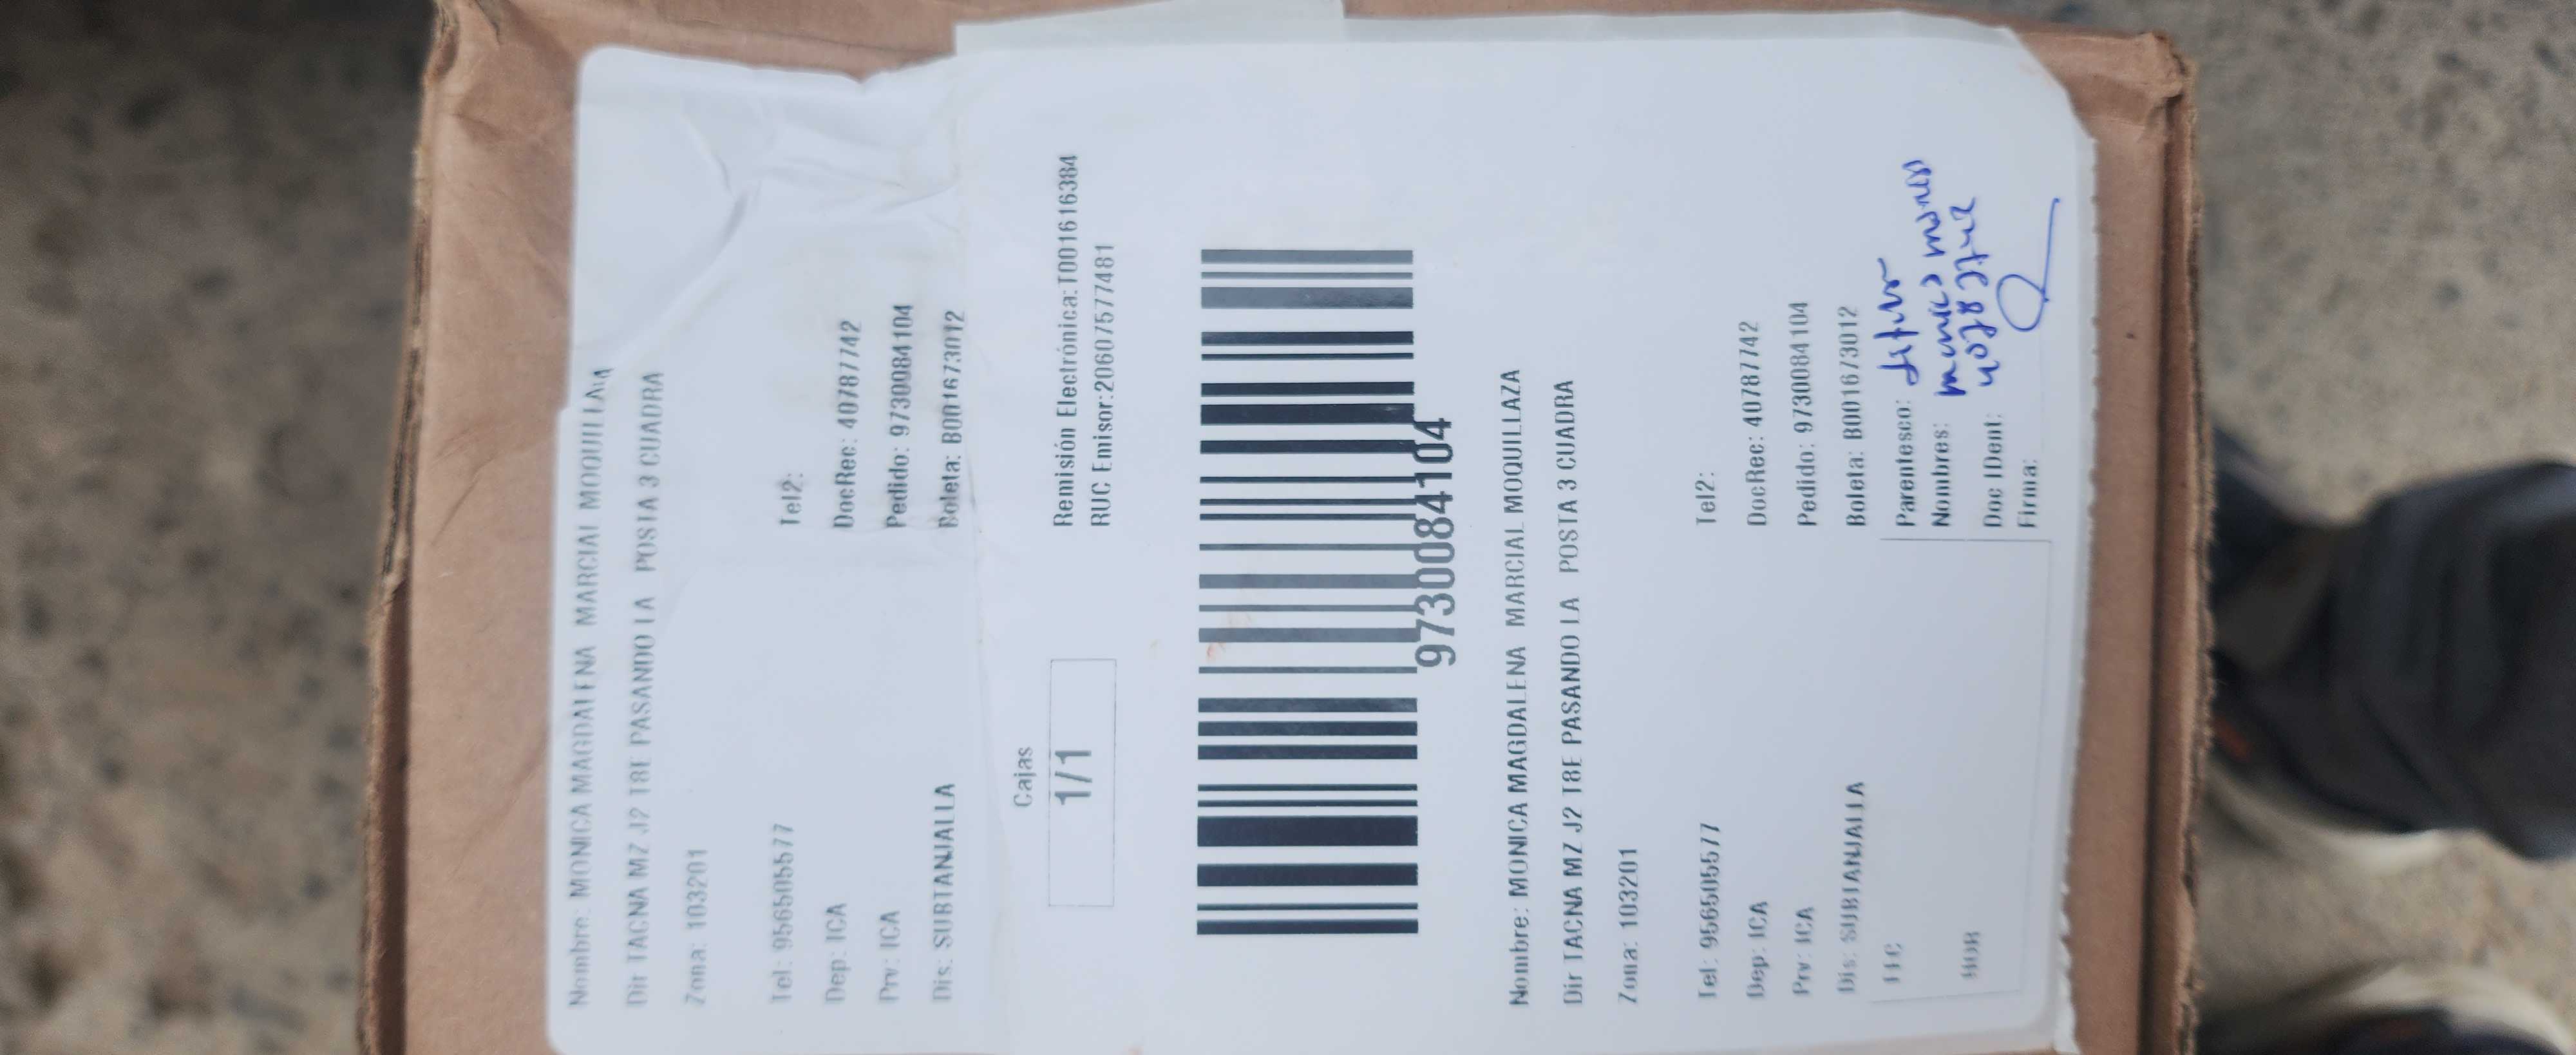 Nombre: MONICA MAGDALENA MARCIAL MOQUILLAZA
Dir TACNA MZ J2 T8E PASANDO LA POSTA 3 CUADRA
Zona: 103201
Tel: 956505577 Tel2:
Dep: ICA DocRec: 40787742
Prv: ICA Pedido: 9730084104
Dis: SUBTANJALLA Boleta: B001673012
Cajas
1/1
Remisión Electrónica:T001616384
RUC Emisor:20607577481
9730084104
Nombre: MONICA MAGDALENA MARCIAL MOQUILLAZA
Dir TACNA MZ J2 T8E PASANDO LA POSTA 3 CUADRA
Zona: 103201
Tel: 956505577 Tel2:
Dep: ICA DocRec: 40787742
Prv: ICA Pedido: 9730084104
Dis: SUBTANJALLA Boleta: B001673012
Parentesco:
Nombres:
Doc IDent:
Firma: